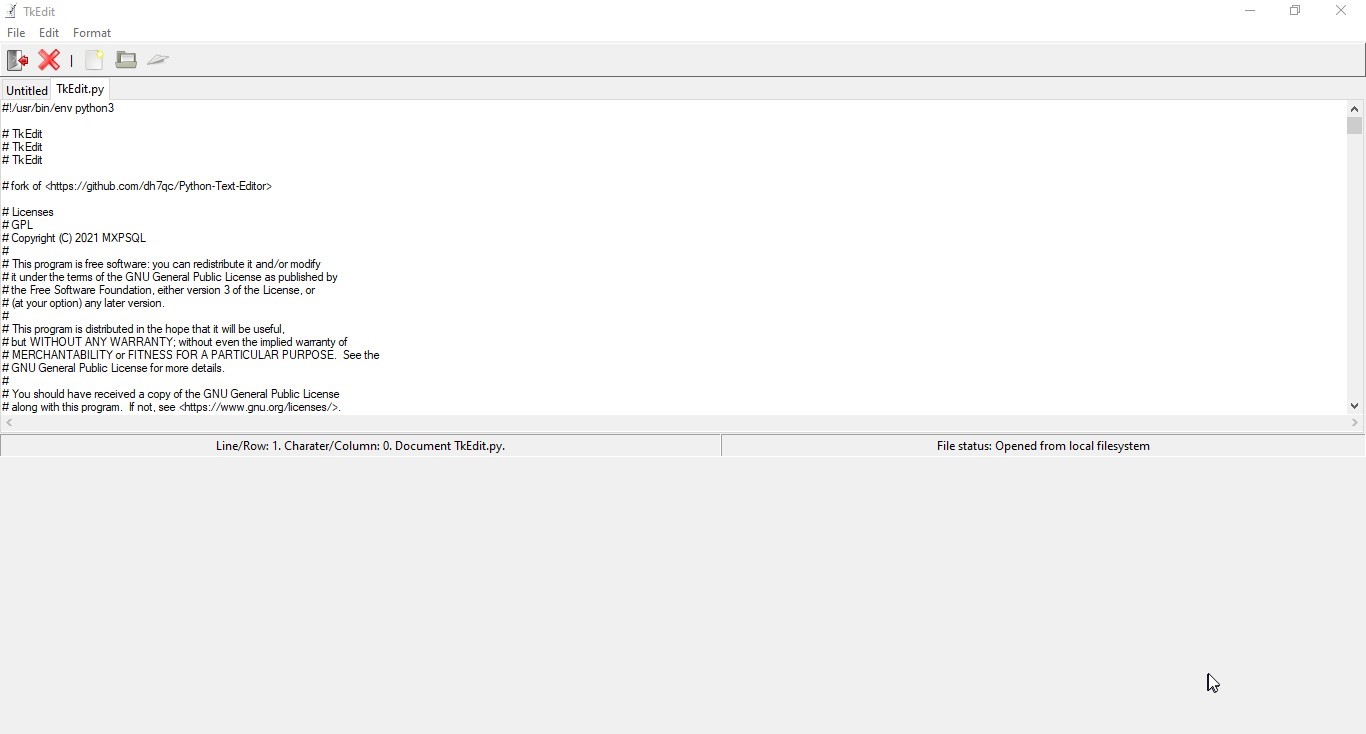 TkEdit
File Edit Format
Untitled TkEdit.py
#!/usr/bin/env python3
# TkEdit
# TkEdit
# TkEdit
# fork of <https://github.com/dh7qc/Python-Text-Editor>
# Licenses
# GPL
# Copyright (C) 2021 MXPSQL
#
# This program is free software: you can redistribute it and/or modify
# it under the terms of the GNU General Public License as published by
# the Free Software Foundation, either version 3 of the License, or
# (at your option) any later version.
#
# This program is distributed in the hope that it will be useful,
# but WITHOUT ANY WARRANTY; without even the implied warranty of
# MERCHANTABILITY or FITNESS FOR A PARTICULAR PURPOSE.  See the
# GNU General Public License for more details.
#
# You should have received a copy of the GNU General Public License
# along with this program.  If not, see <https://www.gnu.org/licenses/>.
Line/Row: 1. Charater/Column: 0. Document TkEdit.py. File status: Opened from local filesystem